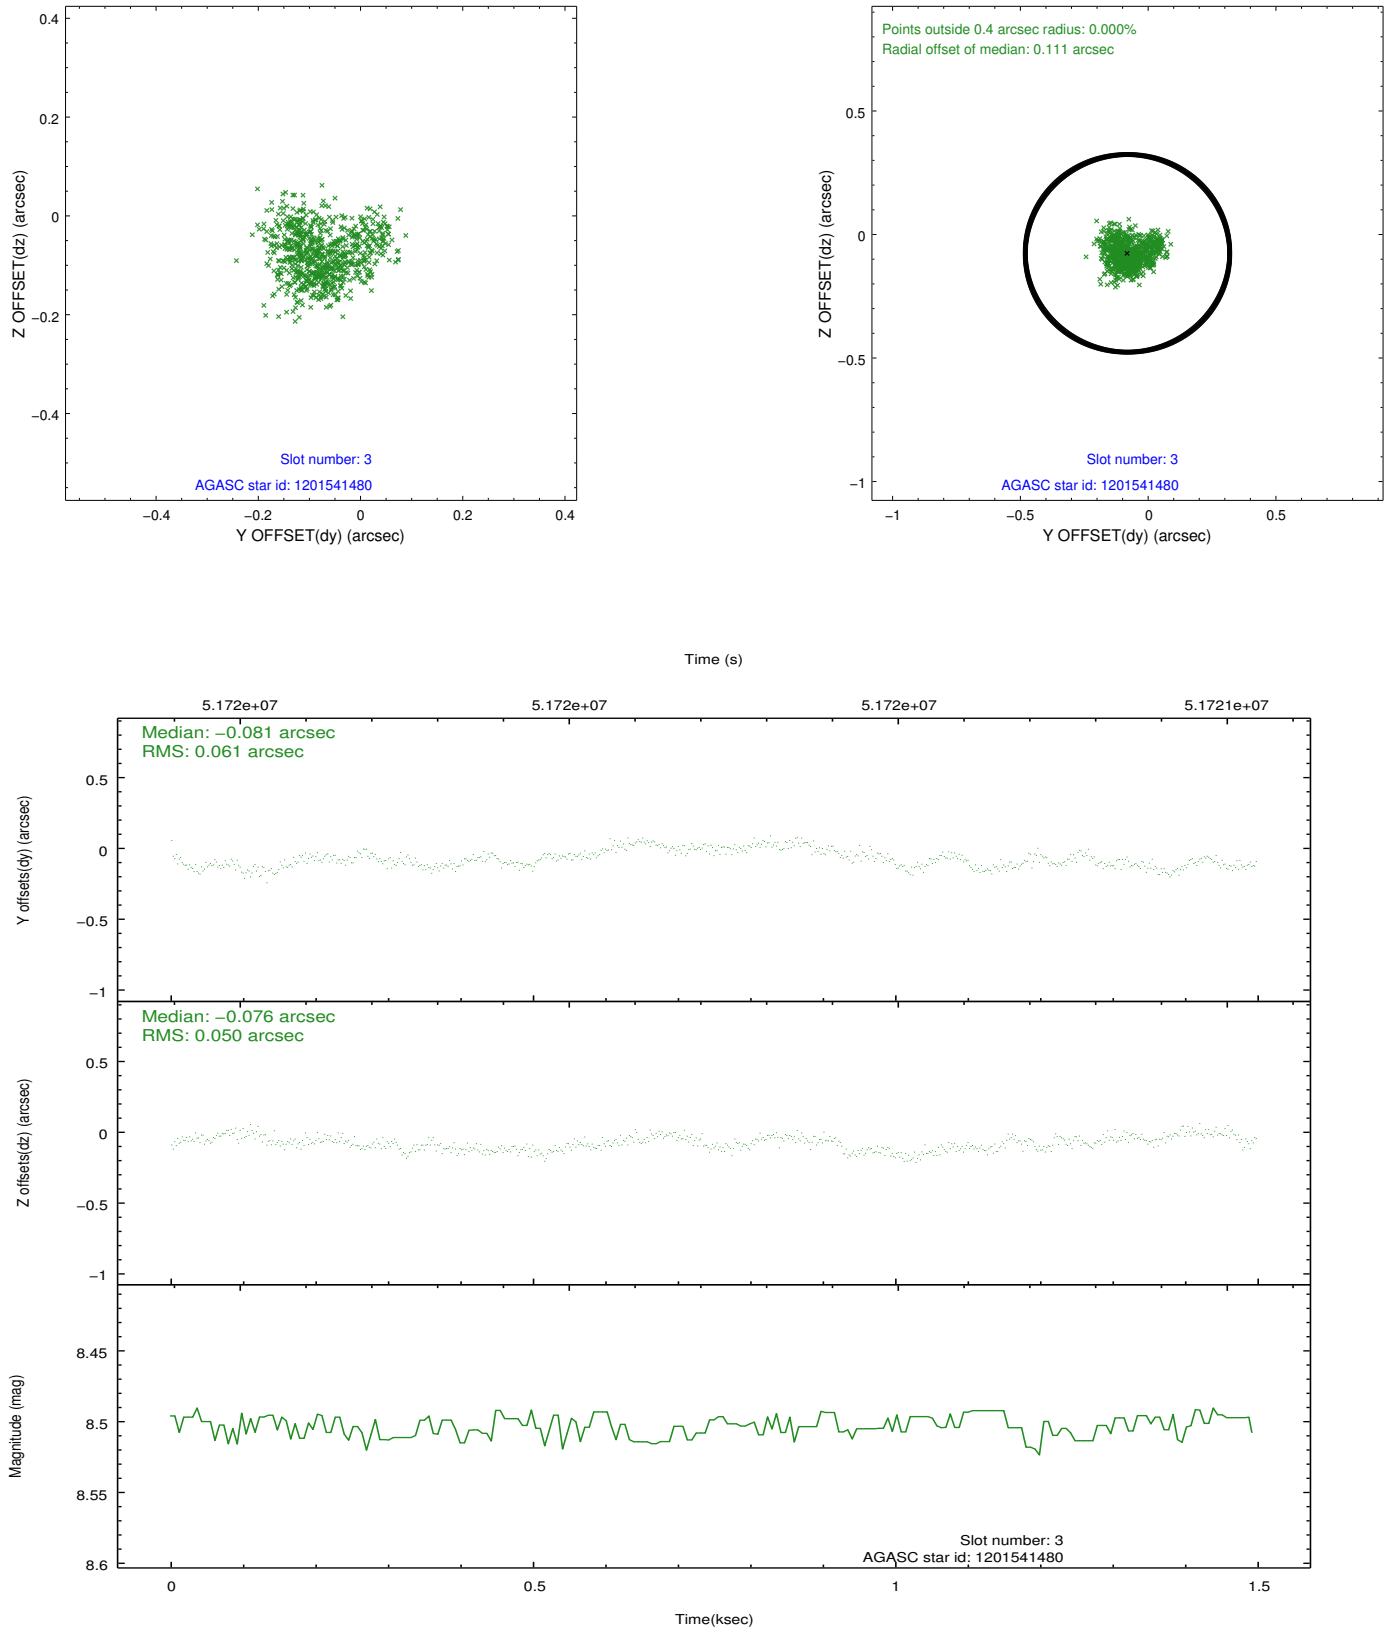 0.4
0.2
0
−0.2
−0.4
Z OFFSET(dz) (arcsec)
Slot number: 3
AGASC star id: 1201541480
−0.4 −0.2 0 0.2 0.4
Y OFFSET(dy) (arcsec)
Points outside 0.4 arcsec radius: 0.000%
Radial offset of median: 0.111 arcsec
0.5
0
−0.5
−1
Z OFFSET(dz) (arcsec)
Slot number: 3
AGASC star id: 1201541480
−1 −0.5 0 0.5
Y OFFSET(dy) (arcsec)
Time (s)
5.172e+07 5.172e+07 5.172e+07 5.1721e+07
Median: −0.081 arcsec
RMS: 0.061 arcsec
0.5
0
−0.5
−1
Y offsets(dy) (arcsec)
Median: −0.076 arcsec
RMS: 0.050 arcsec
0.5
0
−0.5
−1
Z offsets(dz) (arcsec)
8.45
8.5
8.55
8.6
Magnitude (mag)
Slot number: 3
AGASC star id: 1201541480
0 0.5 1 1.5
Time(ksec)